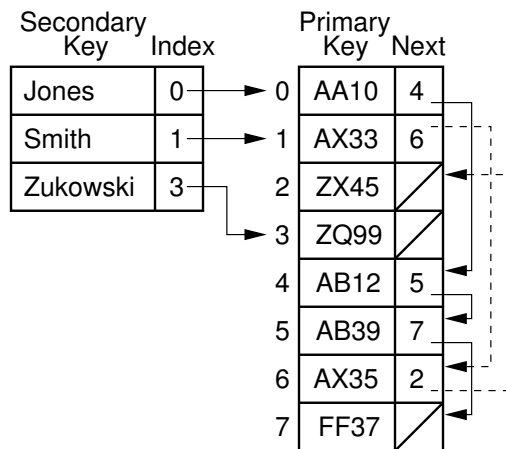 Secondary Primary
Key Index Key Next
Jones 0 0 AA10 4
Smith 1 1 AX33 6
Zukowski 3 2 ZX45
3 ZQ99
4 AB12 5
5 AB39 7
6 AX35 2
7 FF37